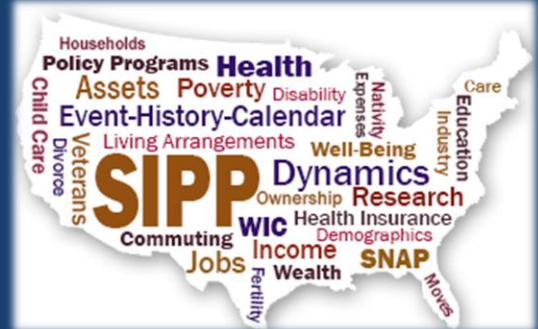 Households
Policy Programs Health
Assets Poverty Disability
Event-History-Calendar
Living Arrangements
Child Care
Divorce
Veterans
SIPP
Expenses
Nativity
Care
Education
Industry
Well-Being
Dynamics
Ownership Research
WIC Health Insurance
Demographics
Commuting
Income
Jobs
Fertility
Wealth
SNAP
Moves